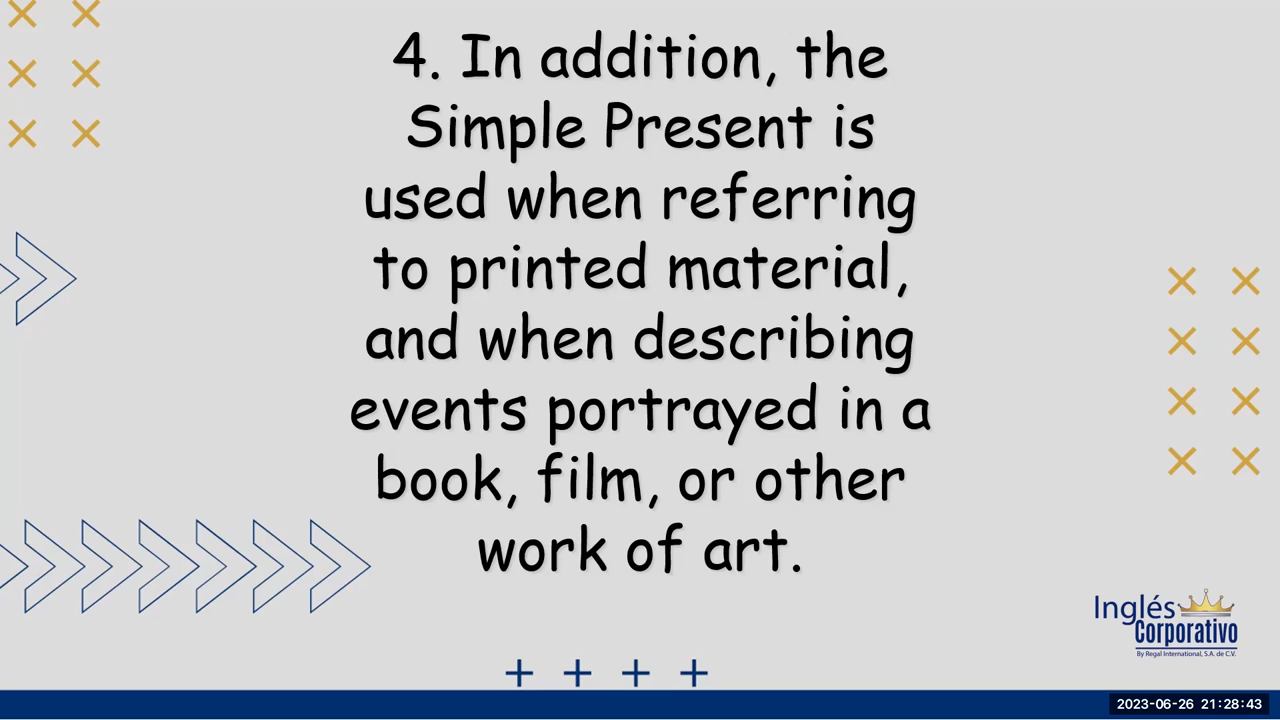 4. In addition, the
Simple Present is
used when referring
to printed material,
and when describing
events portrayed in a
book, film, or other
work of art.
Inglés
Corporativo
By Regal International, S.A. de C.V.
2023-06-26 21:28:43